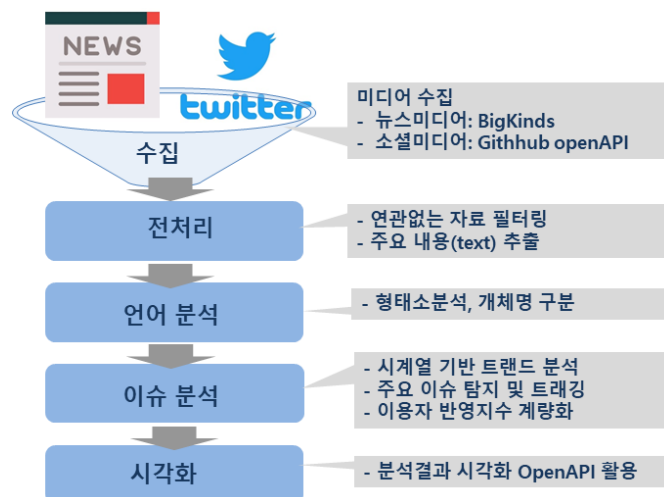 NEWS
twitter
수집
미디어 수집
- 뉴스미디어: BigKinds
- 소셜미디어: Githhub openAPI
전처리
- 연관없는 자료 필터링
- 주요 내용(text) 추출
언어 분석
- 형태소분석, 개체명 구분
이슈 분석
- 시계열 기반 트랜드 분석
- 주요 이슈 탐지 및 트래깅
- 이용자 반영지수 계량화
시각화
- 분석결과 시각화 OpenAPI 활용